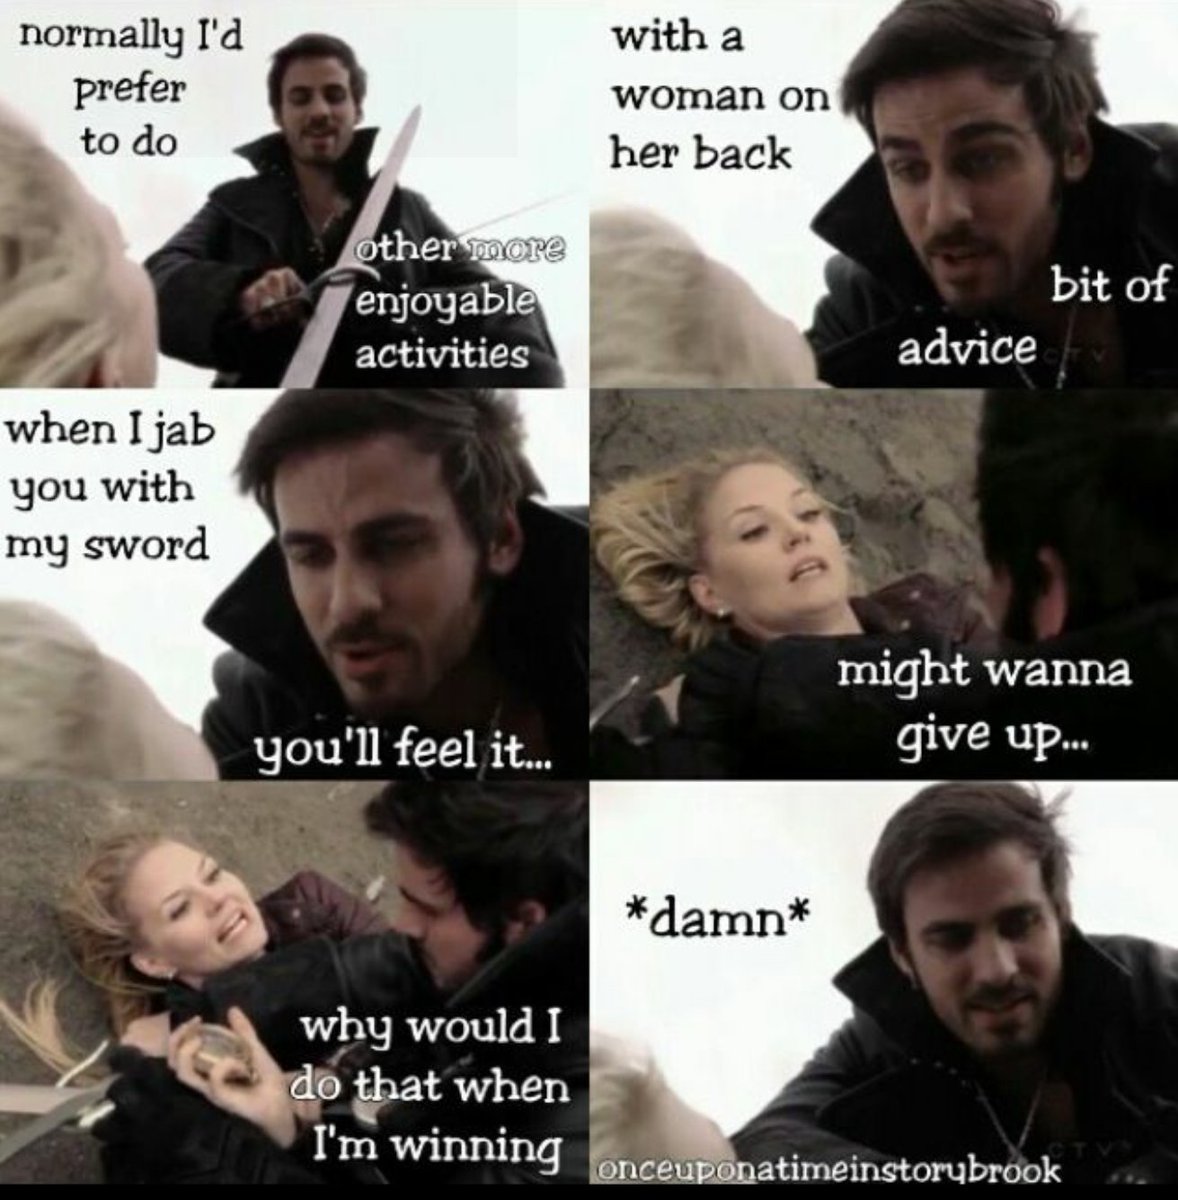 normally I'd
prefer
to do
other more
enjoyable
activities
with a
woman on
her back
bit of
advice
CTV
when I jab
you with
my sword
you'll feel it...
might wanna
give up...
why would I
do that when
I'm winning
*damn*
CTV
onceuponatimeinstorybrook